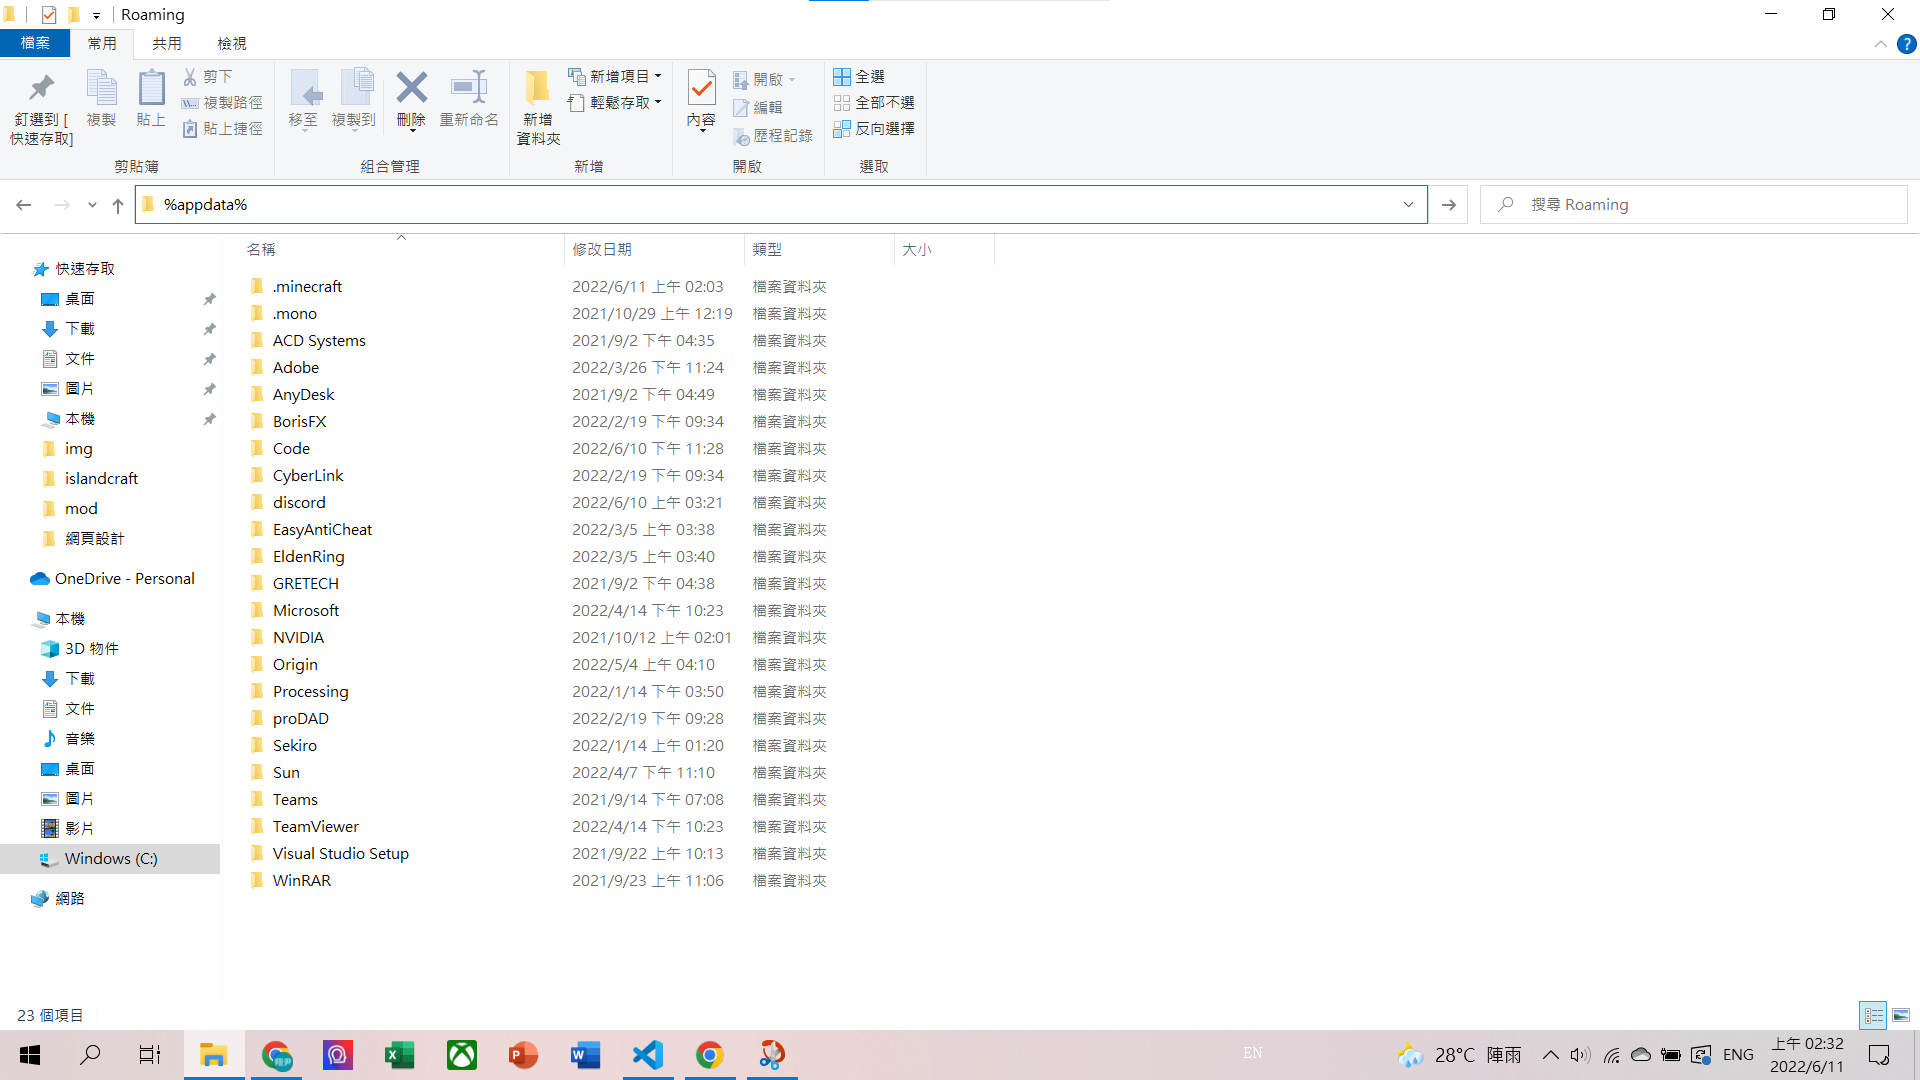 Roaming
檔案 常用 共用 檢視
釘選到 [
快速存取]
複製
貼上
剪下
複製路徑
貼上捷徑
剪貼簿
移至
複製到
刪除
重新命名
組合管理
新增
資料夾
新增項目
輕鬆存取
新增
內容
開啟
編輯
歷程記錄
開啟
全選
全部不選
反向選擇
選取
%appdata%
搜尋 Roaming
快速存取
桌面
下載
文件
圖片
本機
img
islandcraft
mod
網頁設計
OneDrive - Personal
本機
3D 物件
下載
文件
音樂
桌面
圖片
影片
Windows (C:)
網路
名稱 修改日期 類型 大小
.minecraft 2022/6/11 上午 02:03 檔案資料夾
.mono 2021/10/29 上午 12:19 檔案資料夾
ACD Systems 2021/9/2 下午 04:35 檔案資料夾
Adobe 2022/3/26 下午 11:24 檔案資料夾
AnyDesk 2021/9/2 下午 04:49 檔案資料夾
BorisFX 2022/2/19 下午 09:34 檔案資料夾
Code 2022/6/10 下午 11:28 檔案資料夾
CyberLink 2022/2/19 下午 09:34 檔案資料夾
discord 2022/6/10 上午 03:21 檔案資料夾
EasyAntiCheat 2022/3/5 上午 03:38 檔案資料夾
EldenRing 2022/3/5 上午 03:40 檔案資料夾
GRETECH 2021/9/2 下午 04:38 檔案資料夾
Microsoft 2022/4/14 下午 10:23 檔案資料夾
NVIDIA 2021/10/12 上午 02:01 檔案資料夾
Origin 2022/5/4 上午 04:10 檔案資料夾
Processing 2022/1/14 下午 03:50 檔案資料夾
proDAD 2022/2/19 下午 09:28 檔案資料夾
Sekiro 2022/1/14 上午 01:20 檔案資料夾
Sun 2022/4/7 下午 11:10 檔案資料夾
Teams 2021/9/14 下午 07:08 檔案資料夾
TeamViewer 2022/4/14 下午 10:23 檔案資料夾
Visual Studio Setup 2021/9/22 上午 10:13 檔案資料夾
WinRAR 2021/9/23 上午 11:06 檔案資料夾
23 個項目
EN
28°C 陣雨
ENG
上午 02:32
2022/6/11